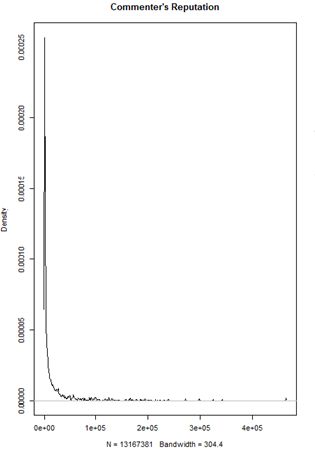 Commenter's Reputation
0.00025
0.00020
0.00015
0.00010
0.00005
0.00000
Density
0e+00 1e+05 2e+05 3e+05 4e+05
N = 13167381 Bandwidth = 304.4